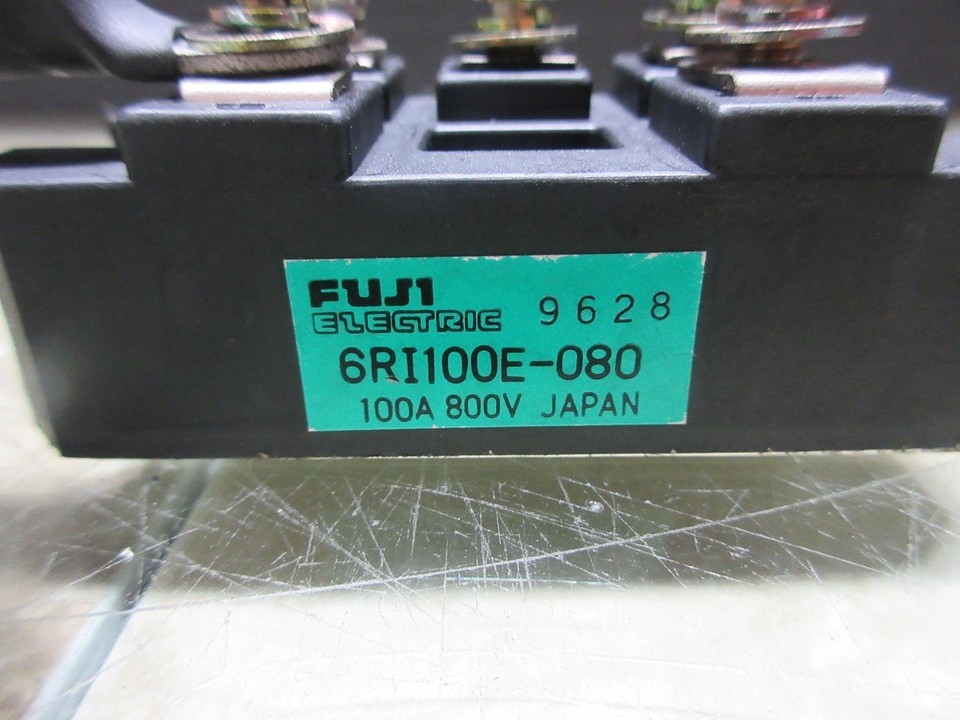 FUJI
ELECTRIC 9628
6RI100E-080
100A 800V JAPAN